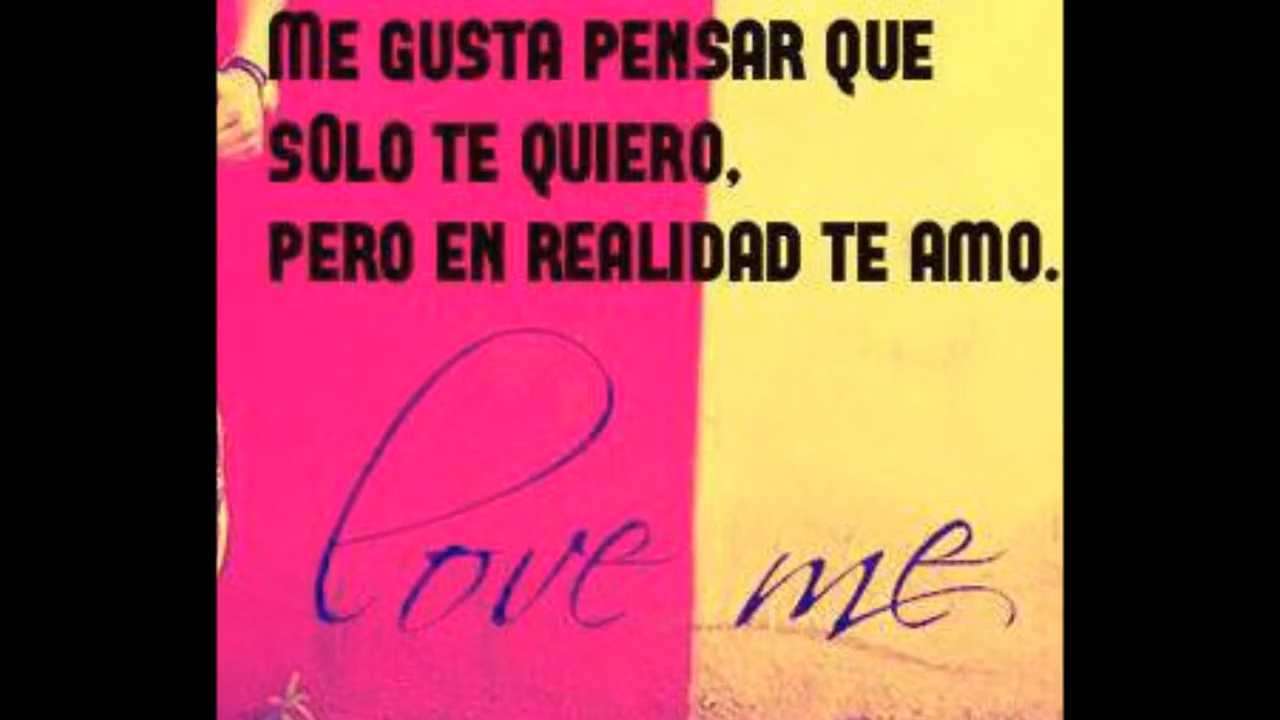 ME GUSTA PENSAR QUE
SOLO TE QUIERO,
PERO EN REALIDAD TE AMO.
love me